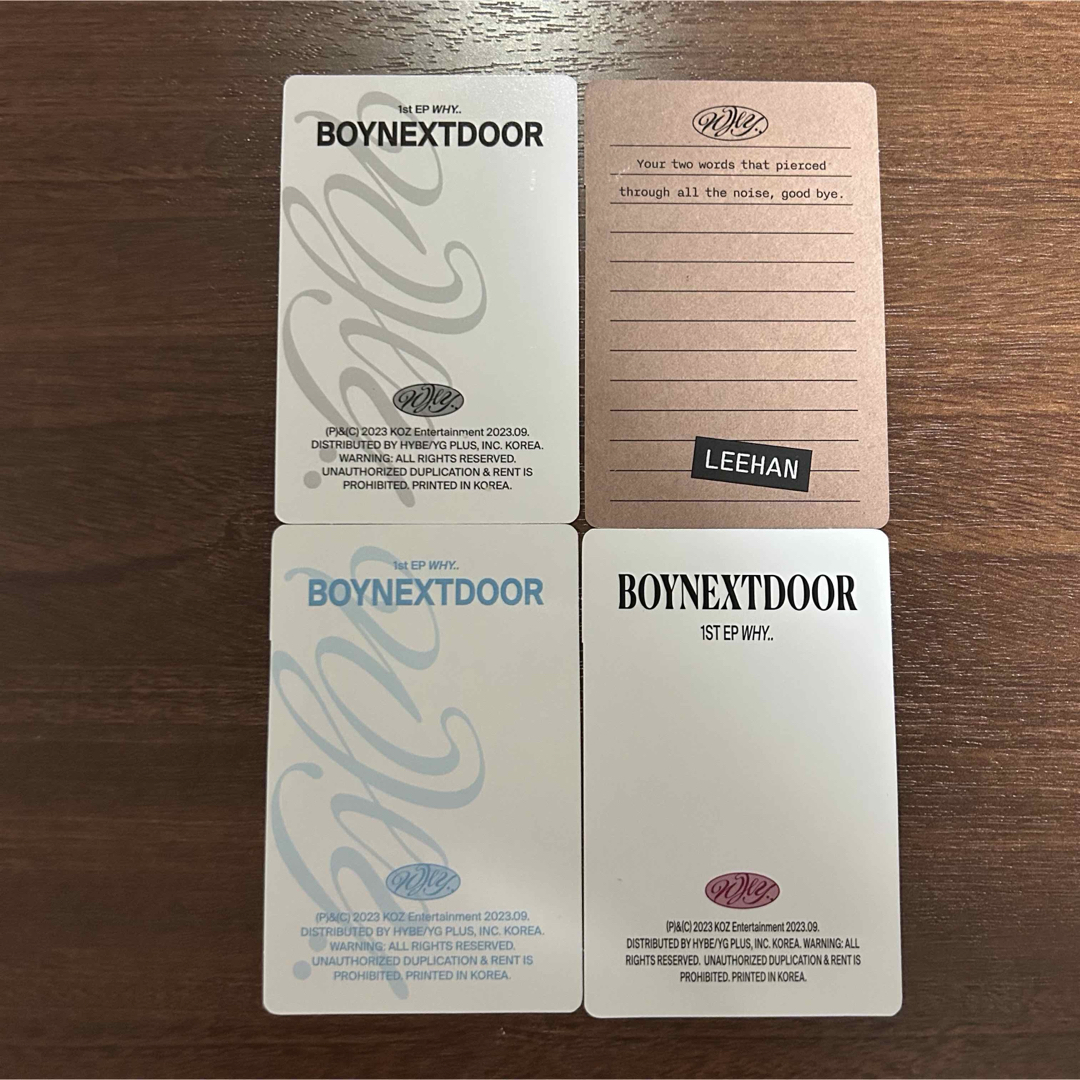 1st EP WHY..
BOYNEXTDOOR
Why..
Why..
(P)&(C) 2023 KOZ Entertainment 2023.09.
DISTRIBUTED BY HYBE/YG PLUS, INC. KOREA.
WARNING: ALL RIGHTS RESERVED.
UNAUTHORIZED DUPLICATION & RENT IS
PROHIBITED. PRINTED IN KOREA.
Why..
Your two words that pierced
through all the noise, good bye.
LEEHAN
1st EP WHY..
BOYNEXTDOOR
Why..
Why..
(P)&(C) 2023 KOZ Entertainment 2023.09.
DISTRIBUTED BY HYBE/YG PLUS, INC. KOREA.
WARNING: ALL RIGHTS RESERVED.
UNAUTHORIZED DUPLICATION & RENT IS
PROHIBITED. PRINTED IN KOREA.
BOYNEXTDOOR
1ST EP WHY..
Why..
(P)&(C) 2023 KOZ Entertainment 2023.09.
DISTRIBUTED BY HYBE/YG PLUS, INC. KOREA. WARNING: ALL
RIGHTS RESERVED. UNAUTHORIZED DUPLICATION & RENT IS
PROHIBITED. PRINTED IN KOREA.